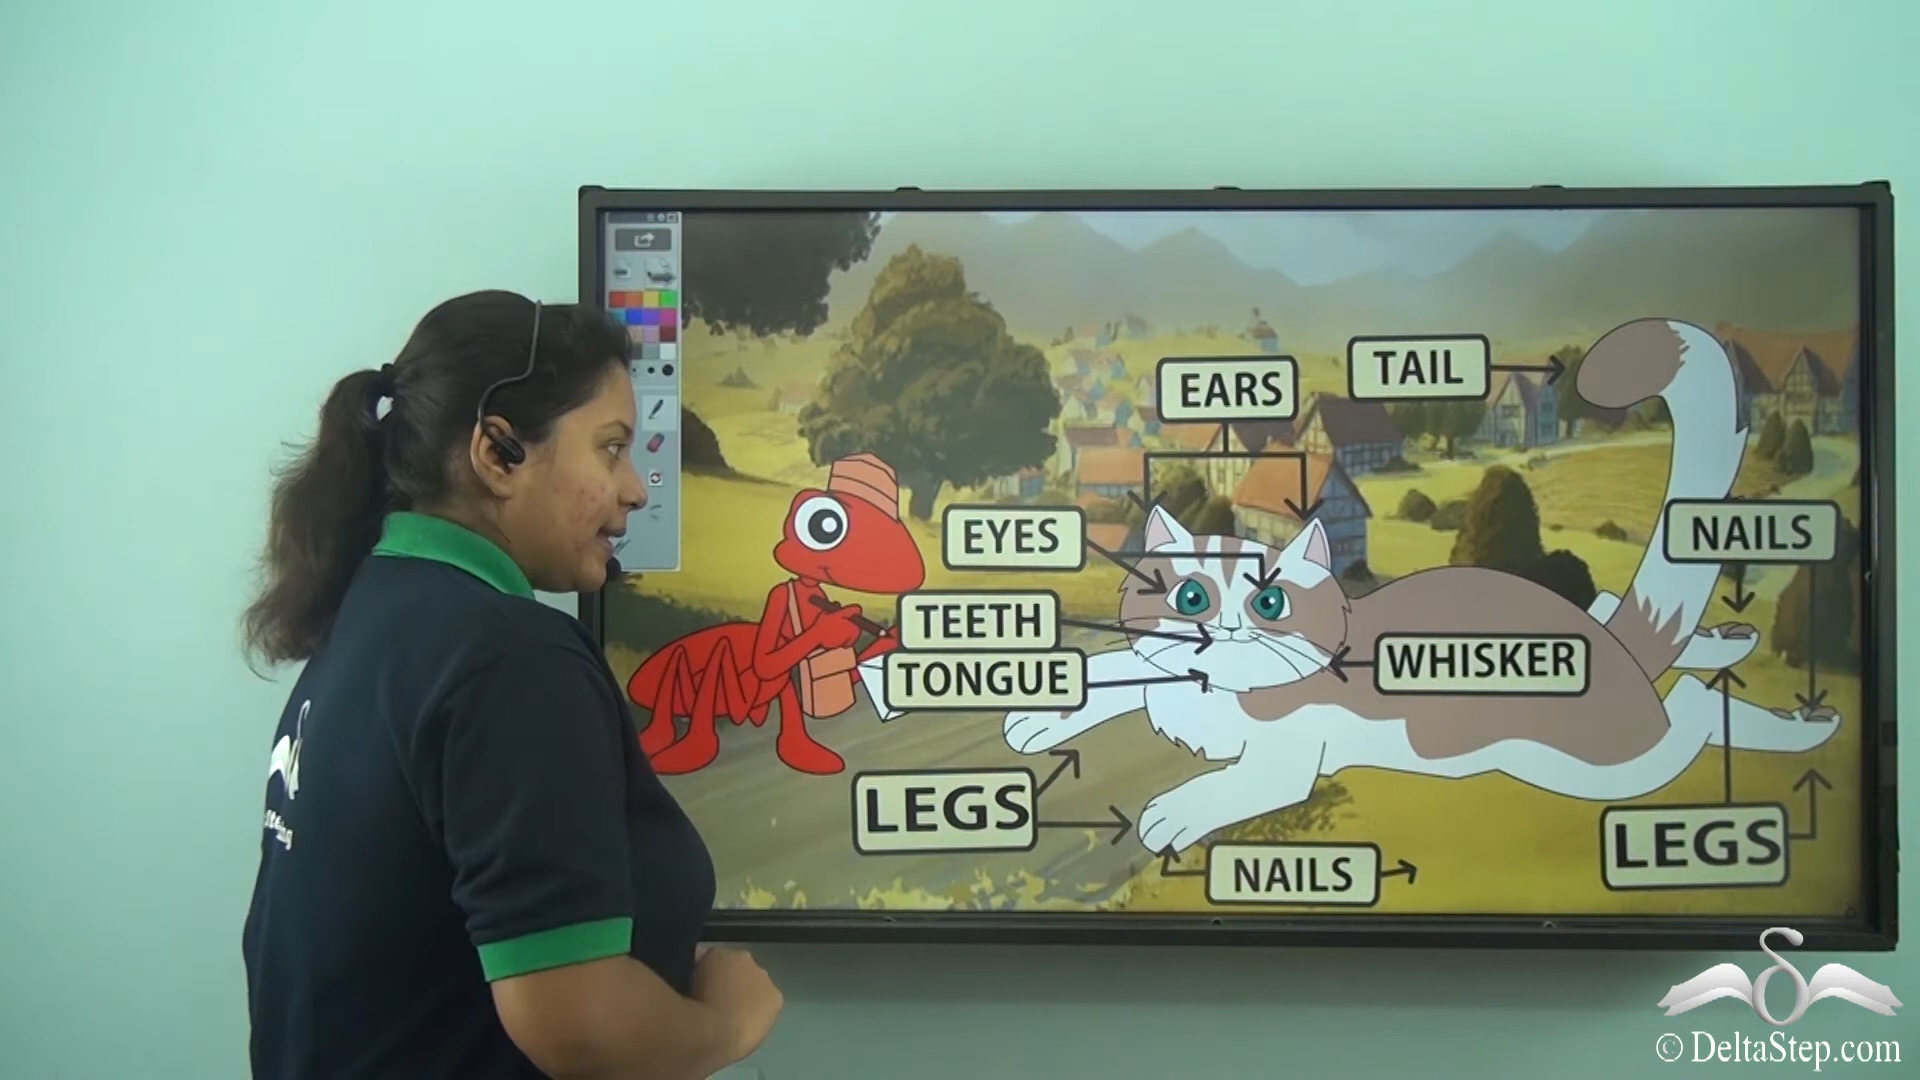 EARS
TAIL
EYES
NAILS
TEETH
TONGUE
WHISKER
LEGS
LEGS
NAILS
© DeltaStep.com